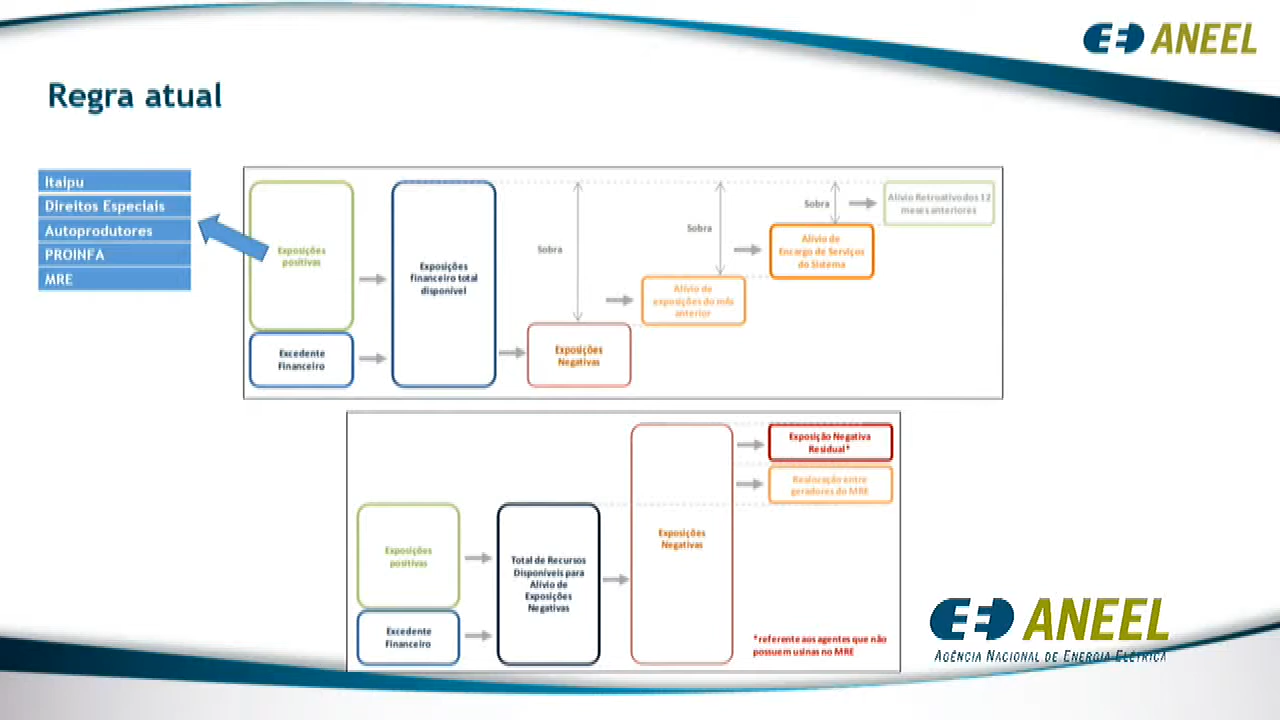 ANEEL
Regra atual
Itaipu
Direitos Especiais
Autoprodutores
PROINFA
MRE
Exposições
positivas
Excedente
Financeiro
Exposições
financeiro total
disponível
Sobra
Exposições
Negativas
Sobra
Alívio de
exposições do mês
anterior
Sobra
Alívio de
Encargo de Serviços
do Sistema
Alívio Retroativo dos 12
meses anteriores
Exposições
positivas
Excedente
Financeiro
Total de Recursos
Disponíveis para
Alívio de
Exposições
Negativas
Exposições
Negativas
Exposição Negativa
Residual*
Realocação entre
geradores do MRE
*referente aos agentes que não
possuem usinas no MRE
ANEEL
AGÊNCIA NACIONAL DE ENERGIA ELÉTRICA